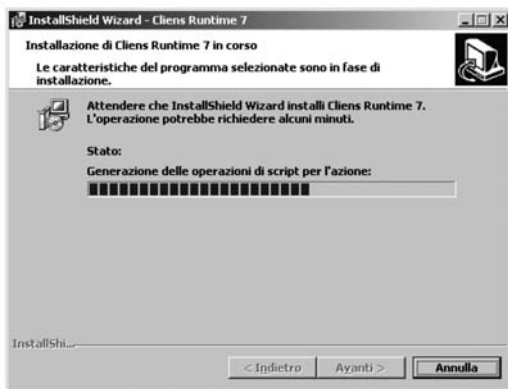 InstallShield Wizard - Cliens Runtime 7
Installazione di Cliens Runtime 7 in corso
Le caratteristiche del programma selezionate sono in fase di
installazione.
Attendere che InstallShield Wizard installi Cliens Runtime 7.
L'operazione potrebbe richiedere alcuni minuti.
Stato:
Generazione delle operazioni di script per l'azione:
InstallShi...
< Indietro
Avanti >
Annulla